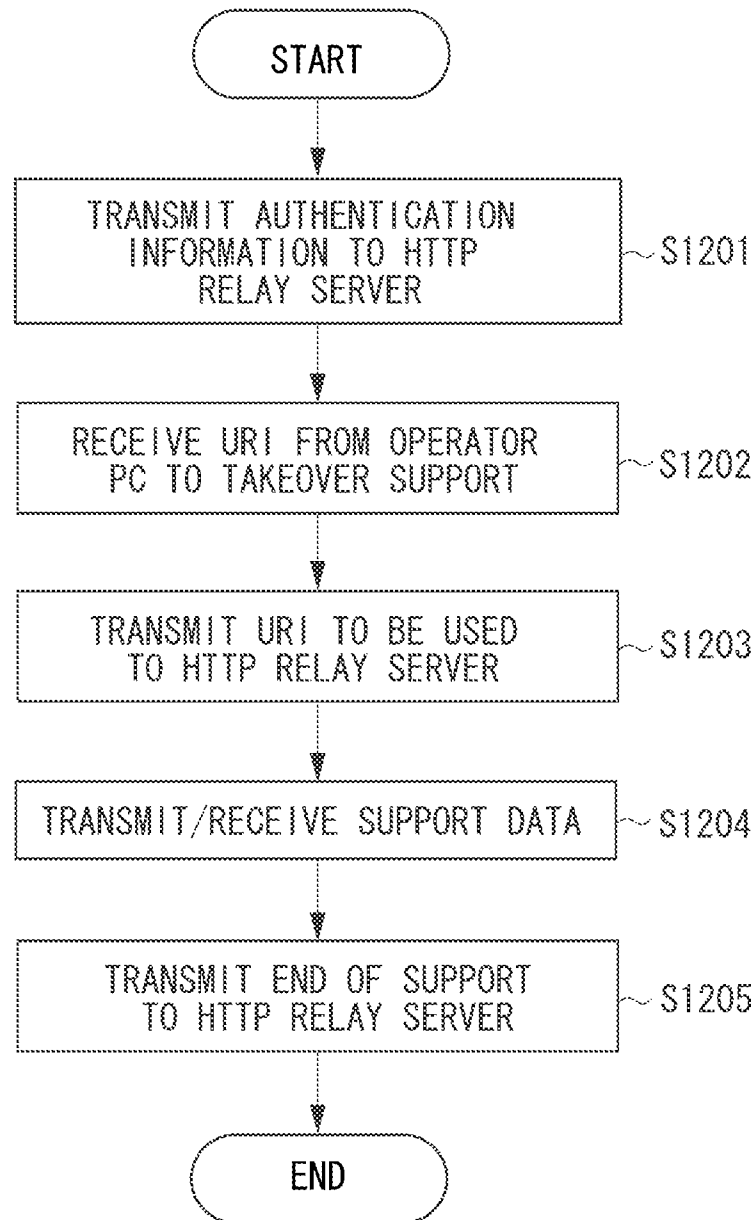 START
TRANSMIT AUTHENTICATION
INFORMATION TO HTTP
RELAY SERVER
S1201
RECEIVE URI FROM OPERATOR
PC TO TAKEOVER SUPPORT
S1202
TRANSMIT URI TO BE USED
TO HTTP RELAY SERVER
S1203
TRANSMIT/RECEIVE SUPPORT DATA
S1204
TRANSMIT END OF SUPPORT
TO HTTP RELAY SERVER
S1205
END